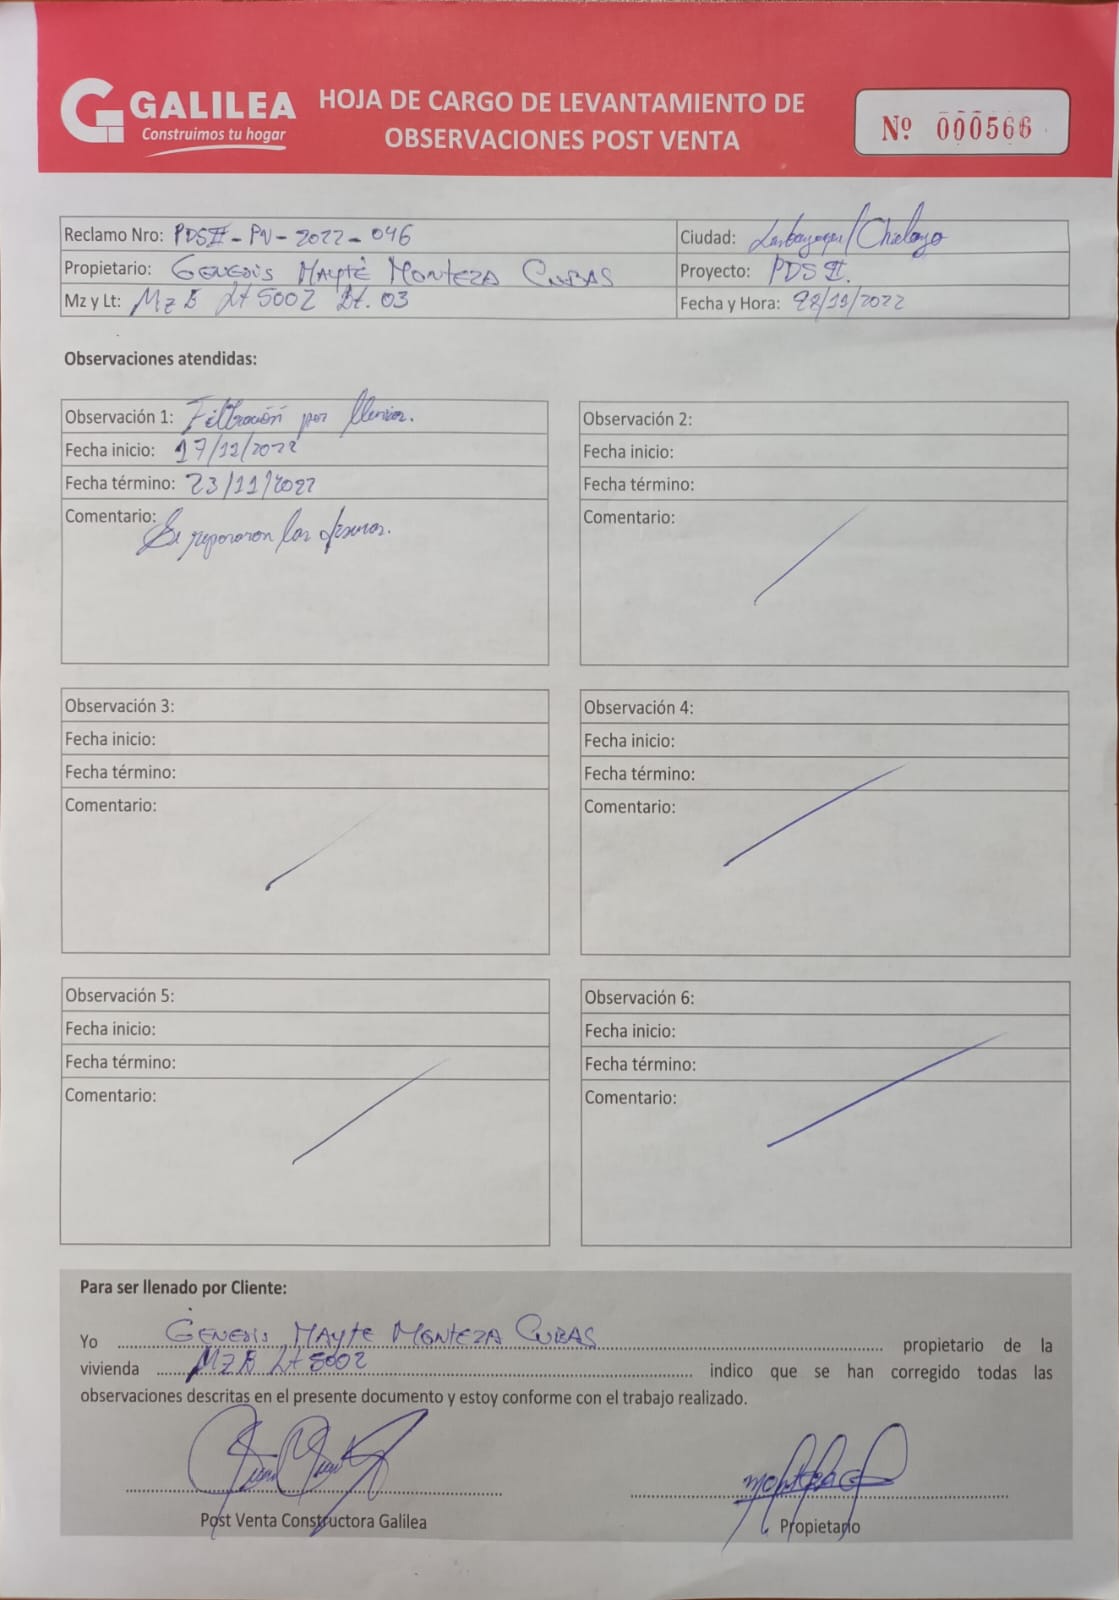 GALILEA
Construimos tu hogar
HOJA DE CARGO DE LEVANTAMIENTO DE
OBSERVACIONES POST VENTA
Nº 000566
Reclamo Nro: PDSII-PV-2022-046
Ciudad: Lambayeque/Chiclayo
Propietario: GENESIS MAYTÉ MONTEZA CUBAS
Proyecto: PDS II.
Mz y Lt: Mz E Lt 5002 Dt. 03
Fecha y Hora: 22/11/2022
Observaciones atendidas:
Observación 1: Filtración por lluvias.
Fecha inicio: 17/11/2022
Fecha término: 23/11/2022
Comentario: Se repararon las
Observación 2:
Fecha inicio:
Fecha término:
Comentario:
Observación 3:
Fecha inicio:
Fecha término:
Comentario:
Observación 4:
Fecha inicio:
Fecha término:
Comentario:
Observación 5:
Fecha inicio:
Fecha término:
Comentario:
Observación 6:
Fecha inicio:
Fecha término:
Comentario:
Para ser llenado por Cliente:
Yo GENESIS MAYTE MONTEZA CUBAS propietario de la
vivienda MZ E Lt 5002 indico que se han corregido todas las
observaciones descritas en el presente documento y estoy conforme con el trabajo realizado.
Post Venta Constructora Galilea
Propietario